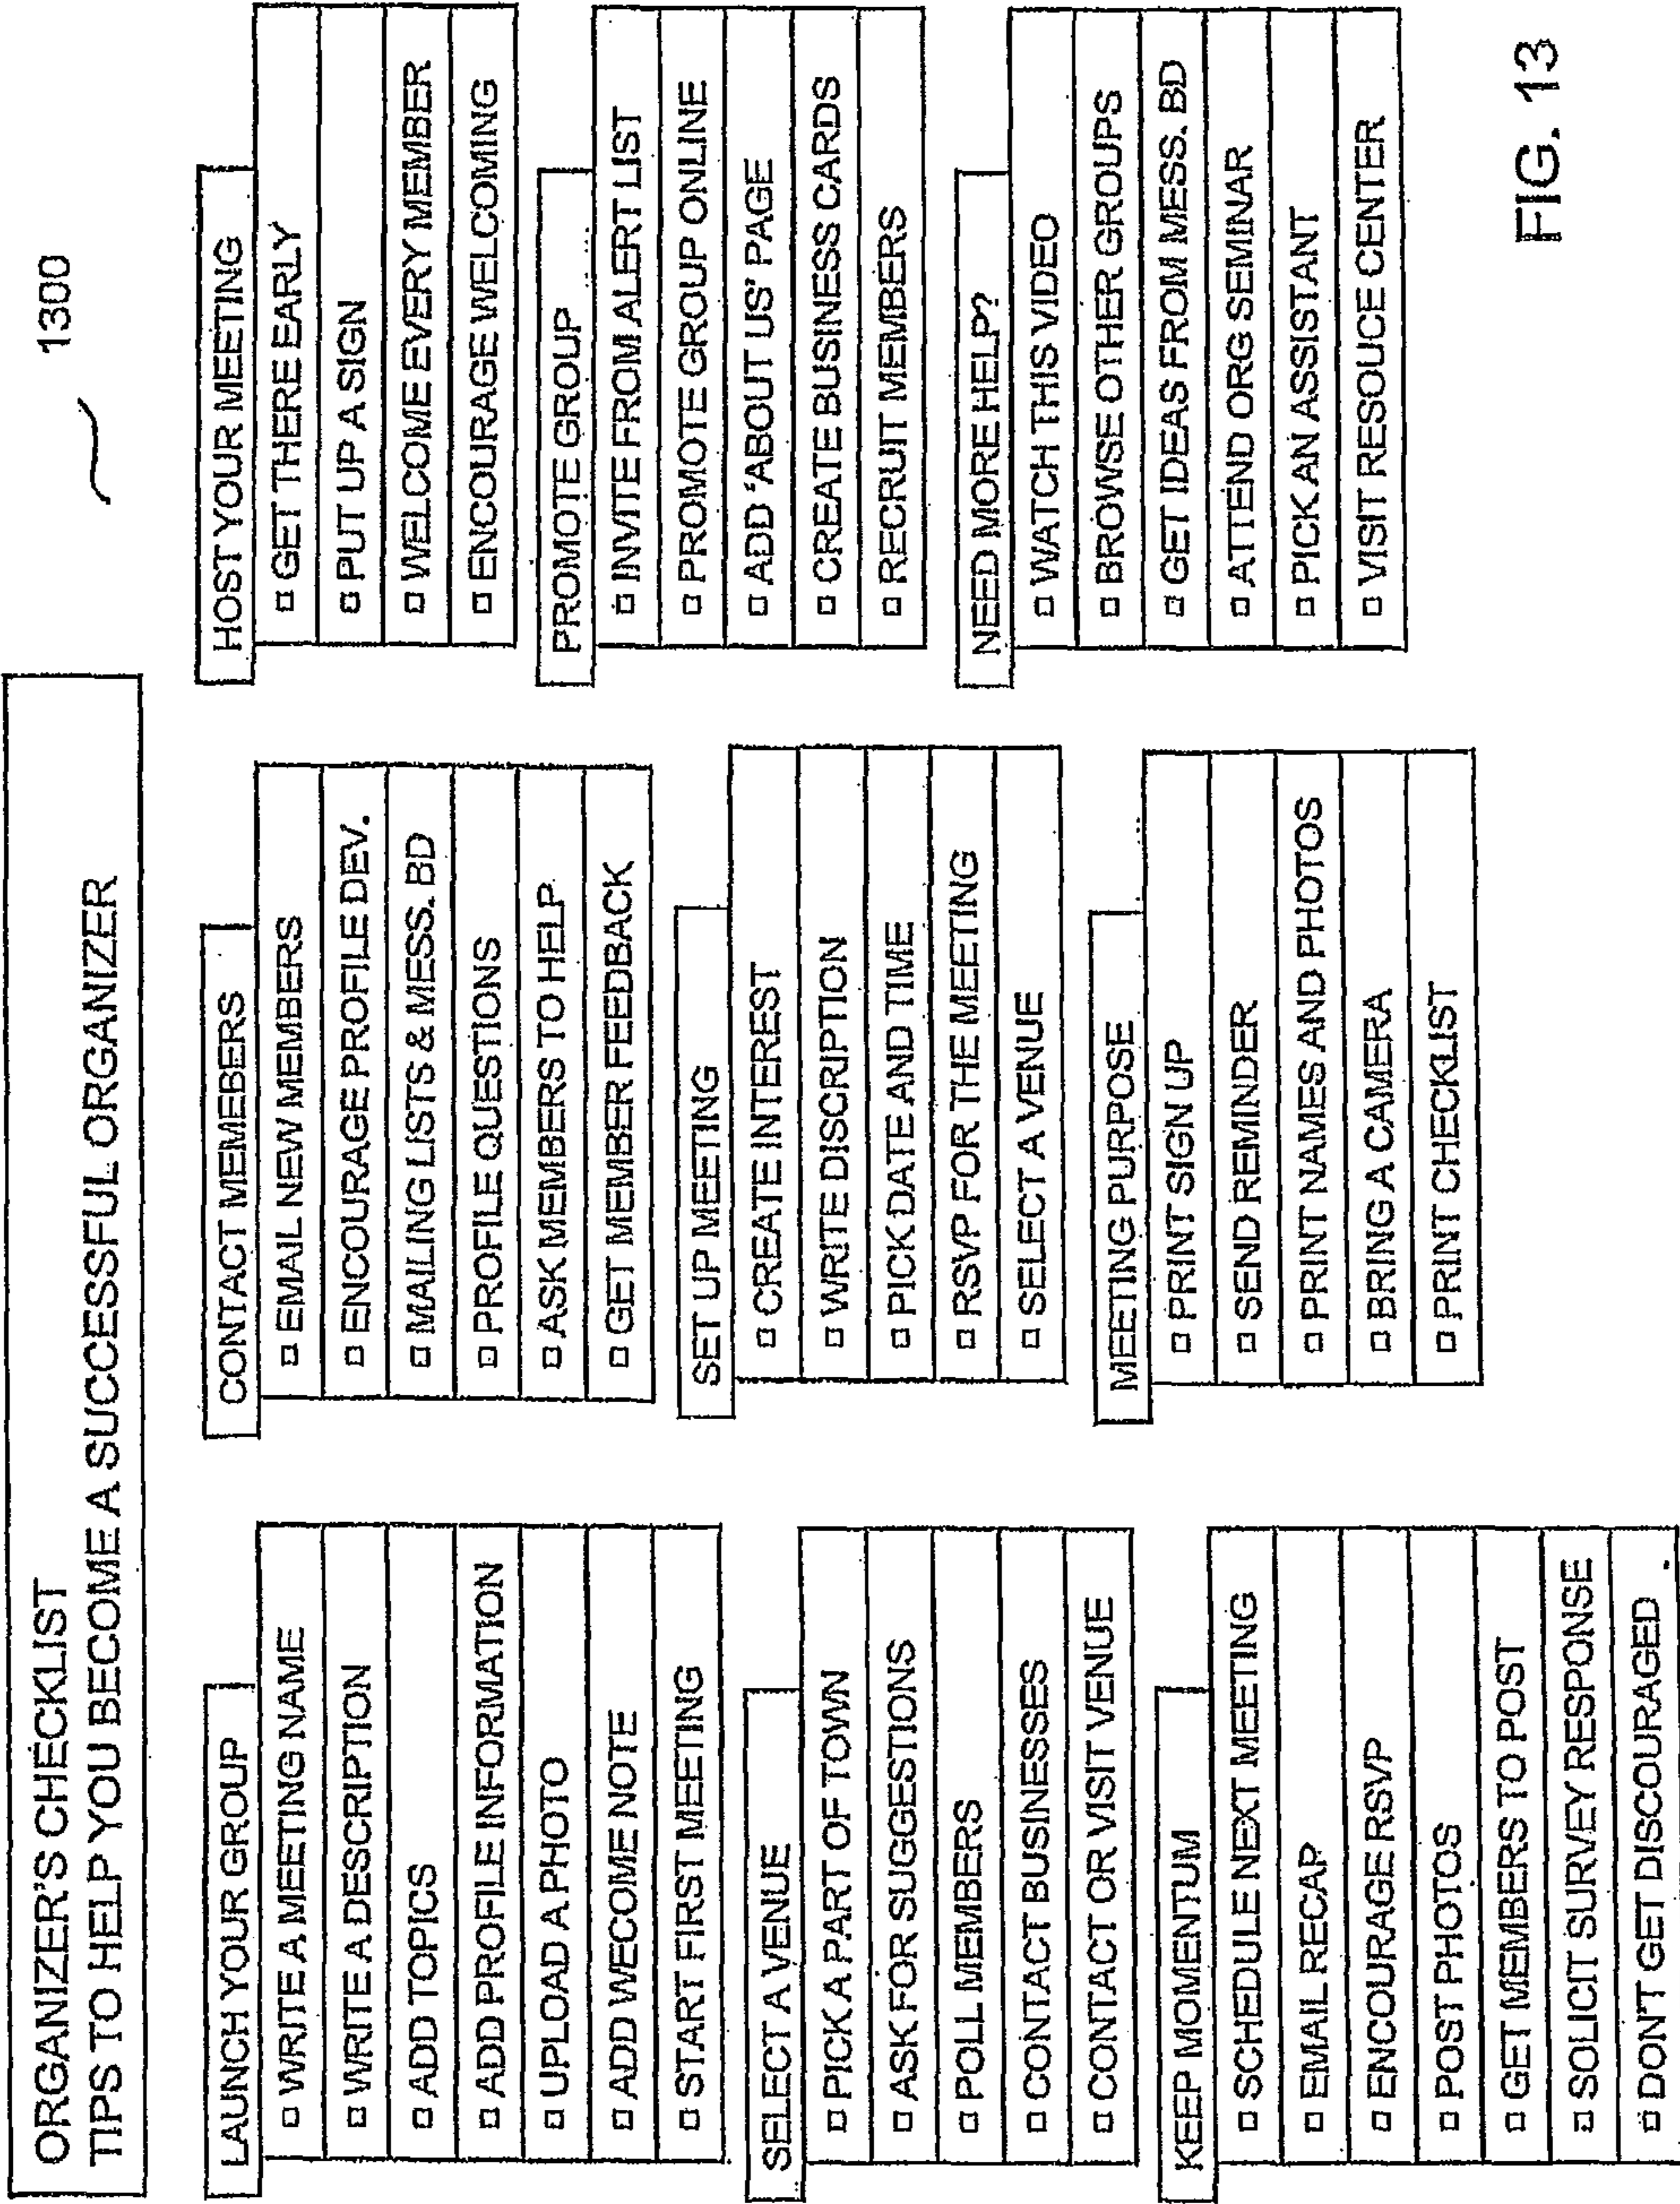 ORGANIZER'S CHECKLIST
TIPS TO HELP YOU BECOME A SUCCESSFUL ORGANIZER
1300
LAUNCH YOUR GROUP
WRITE A MEETING NAME
WRITE A DESCRIPTION
ADD TOPICS
ADD PROFILE INFORMATION
UPLOAD A PHOTO
ADD WECOME NOTE
START FIRST MEETING
SELECT A VENUE
PICK A PART OF TOWN
ASK FOR SUGGESTIONS
POLL MEMBERS
CONTACT BUSINESSES
CONTACT OR VISIT VENUE
KEEP MOMENTUM
SCHEDULE NEXT MEETING
EMAIL RECAP
ENCOURAGE RSVP
POST PHOTOS
GET MEMBERS TO POST
SOLICIT SURVEY RESPONSE
DON'T GET DISCOURAGED
CONTACT MEMEBERS
EMAIL NEW MEMBERS
ENCOURAGE PROFILE DEV.
MAILING LISTS & MESS. BD
PROFILE QUESTIONS
ASK MEMBERS TO HELP
GET MEMBER FEEDBACK
SET UP MEETING
CREATE INTEREST
WRITE DISCRIPTION
PICK DATE AND TIME
RSVP FOR THE MEETING
SELECT A VENUE
MEETING PURPOSE
PRINT SIGN UP
SEND REMINDER
PRINT NAMES AND PHOTOS
BRING A CAMERA
PRINT CHECKLIST
HOST YOUR MEETING
GET THERE EARLY
PUT UP A SIGN
WELCOME EVERY MEMBER
ENCOURAGE WELCOMING
PROMOTE GROUP
INVITE FROM ALERT LIST
PROMOTE GROUP ONLINE
ADD 'ABOUT US' PAGE
CREATE BUSINESS CARDS
RECRUIT MEMBERS
NEED MORE HELP?
WATCH THIS VIDEO
BROWSE OTHER GROUPS
GET IDEAS FROM MESS. BD
ATTEND ORG SEMINAR
PICK AN ASSISTANT
VISIT RESOUCE CENTER
FIG. 13